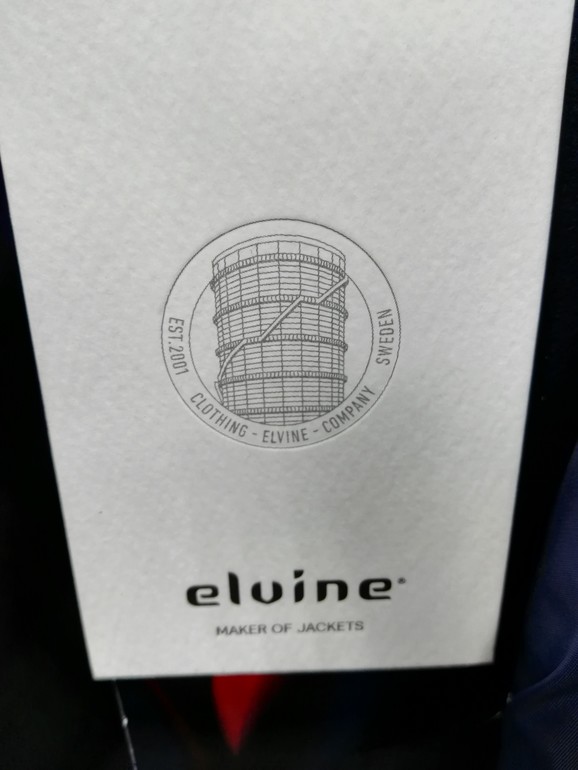 EST.2001
CLOTHING - ELVINE - COMPANY
SWEDEN
elvine®
MAKER OF JACKETS